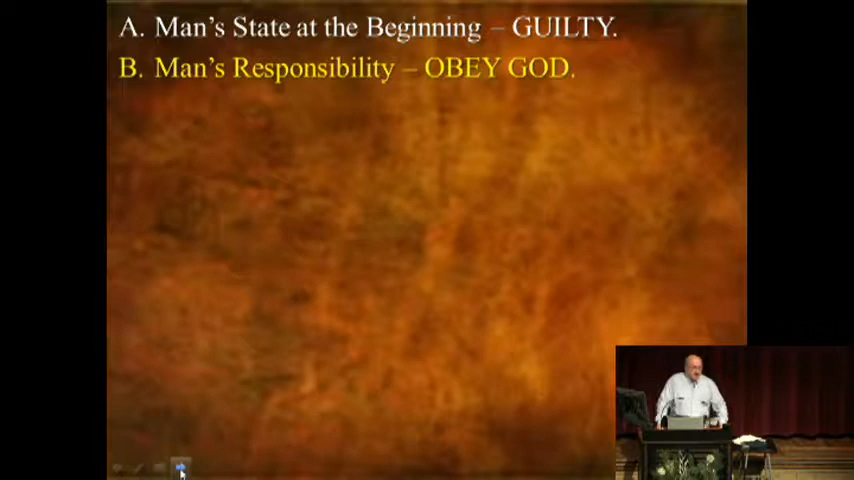 A. Man's State at the Beginning – GUILTY.
B. Man's Responsibility – OBEY GOD.